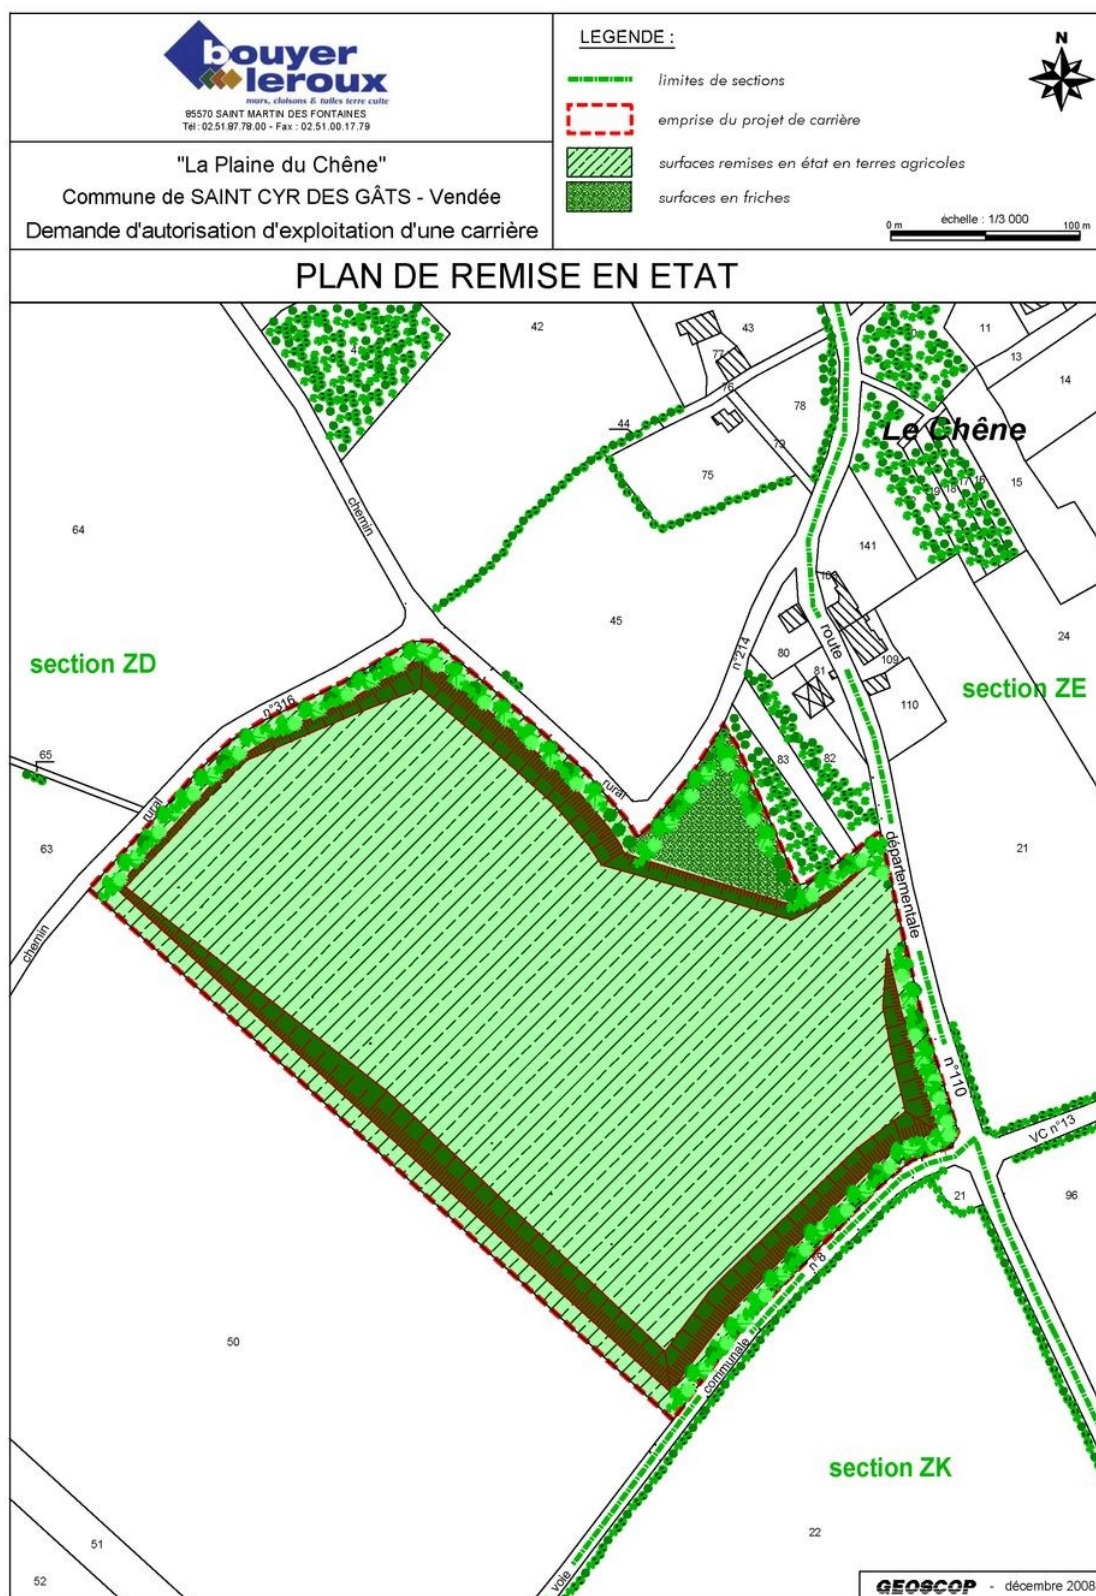 bouyer
leroux
murs, cloisons & tuiles terre cuite
85570 SAINT MARTIN DES FONTAINES
Tél : 02.51.87.78.00 - Fax : 02.51.00.17.79
"La Plaine du Chêne"
Commune de SAINT CYR DES GÂTS - Vendée
Demande d'autorisation d'exploitation d'une carrière
LEGENDE :
limites de sections
emprise du projet de carrière
surfaces remises en état en terres agricoles
surfaces en friches
N
échelle : 1/3 000
0 m
100 m
PLAN DE REMISE EN ETAT
42
43
11
13
14
77
76
78
44
79
75
Le Chêne
15
16
17
18
19
chemin
64
141
45
24
section ZD
n°214
route
80
81
109
110
section ZE
n°316
65
83
82
rural
rural
63
départementale
21
chemin
n°110
VC n°13
21
96
n°8
50
communale
section ZK
22
51
52
voie
GEOSCOP - décembre 2008